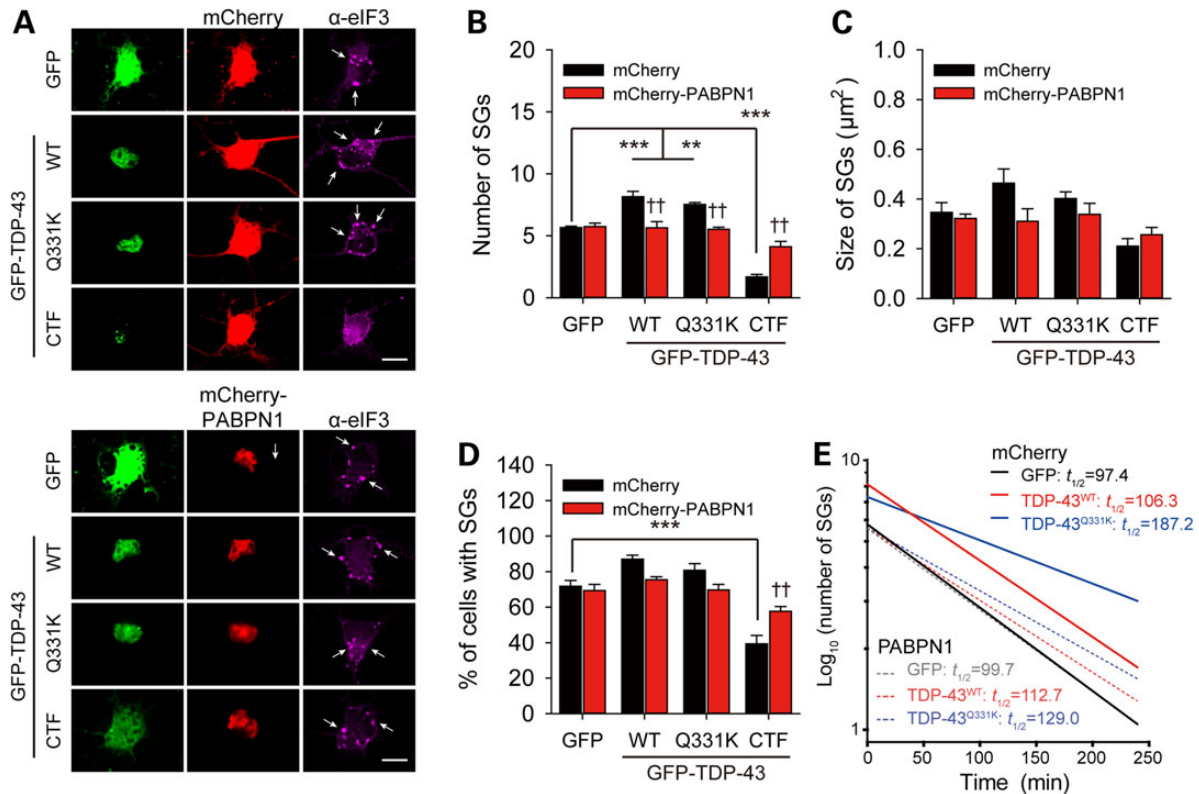 A
mCherry
α-eIF3
GFP
GFP-TDP-43
WT
Q331K
CTF
mCherry-
PABPN1
α-eIF3
GFP
GFP-TDP-43
WT
Q331K
CTF
B
Number of SGs
20
15
10
5
0
mCherry
mCherry-PABPN1
***
*** **
†† †† ††
GFP WT Q331K CTF
GFP-TDP-43
C
Size of SGs (µm²)
1.0
0.8
0.6
0.4
0.2
0.0
mCherry
mCherry-PABPN1
GFP WT Q331K CTF
GFP-TDP-43
D
% of cells with SGs
140
120
100
80
60
40
20
0
mCherry
mCherry-PABPN1
***
††
GFP WT Q331K CTF
GFP-TDP-43
E
Log₁₀ (number of SGs)
10
1
mCherry
GFP: t₁/₂=97.4
TDP-43ᵂᵀ: t₁/₂=106.3
TDP-43Q331K: t₁/₂=187.2
PABPN1
GFP: t₁/₂=99.7
TDP-43ᵂᵀ: t₁/₂=112.7
TDP-43Q331K: t₁/₂=129.0
0 50 100 150 200 250
Time (min)